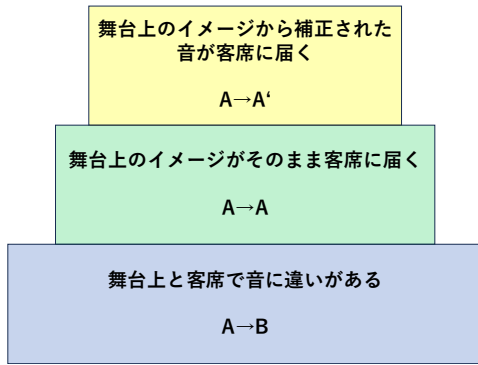 舞台上のイメージから補正された
音が客席に届く
A→A‘
舞台上のイメージがそのまま客席に届く
A→A
舞台上と客席で音に違いがある
A→B